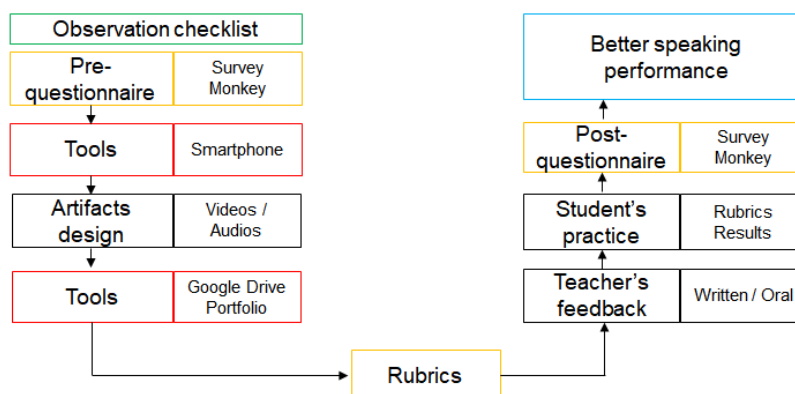 Observation checklist
Pre-
questionnaire
Survey
Monkey
Tools
Smartphone
Artifacts
design
Videos /
Audios
Tools
Google Drive
Portfolio
Rubrics
Better speaking
performance
Post-
questionnaire
Survey
Monkey
Student’s
practice
Rubrics
Results
Teacher’s
feedback
Written / Oral